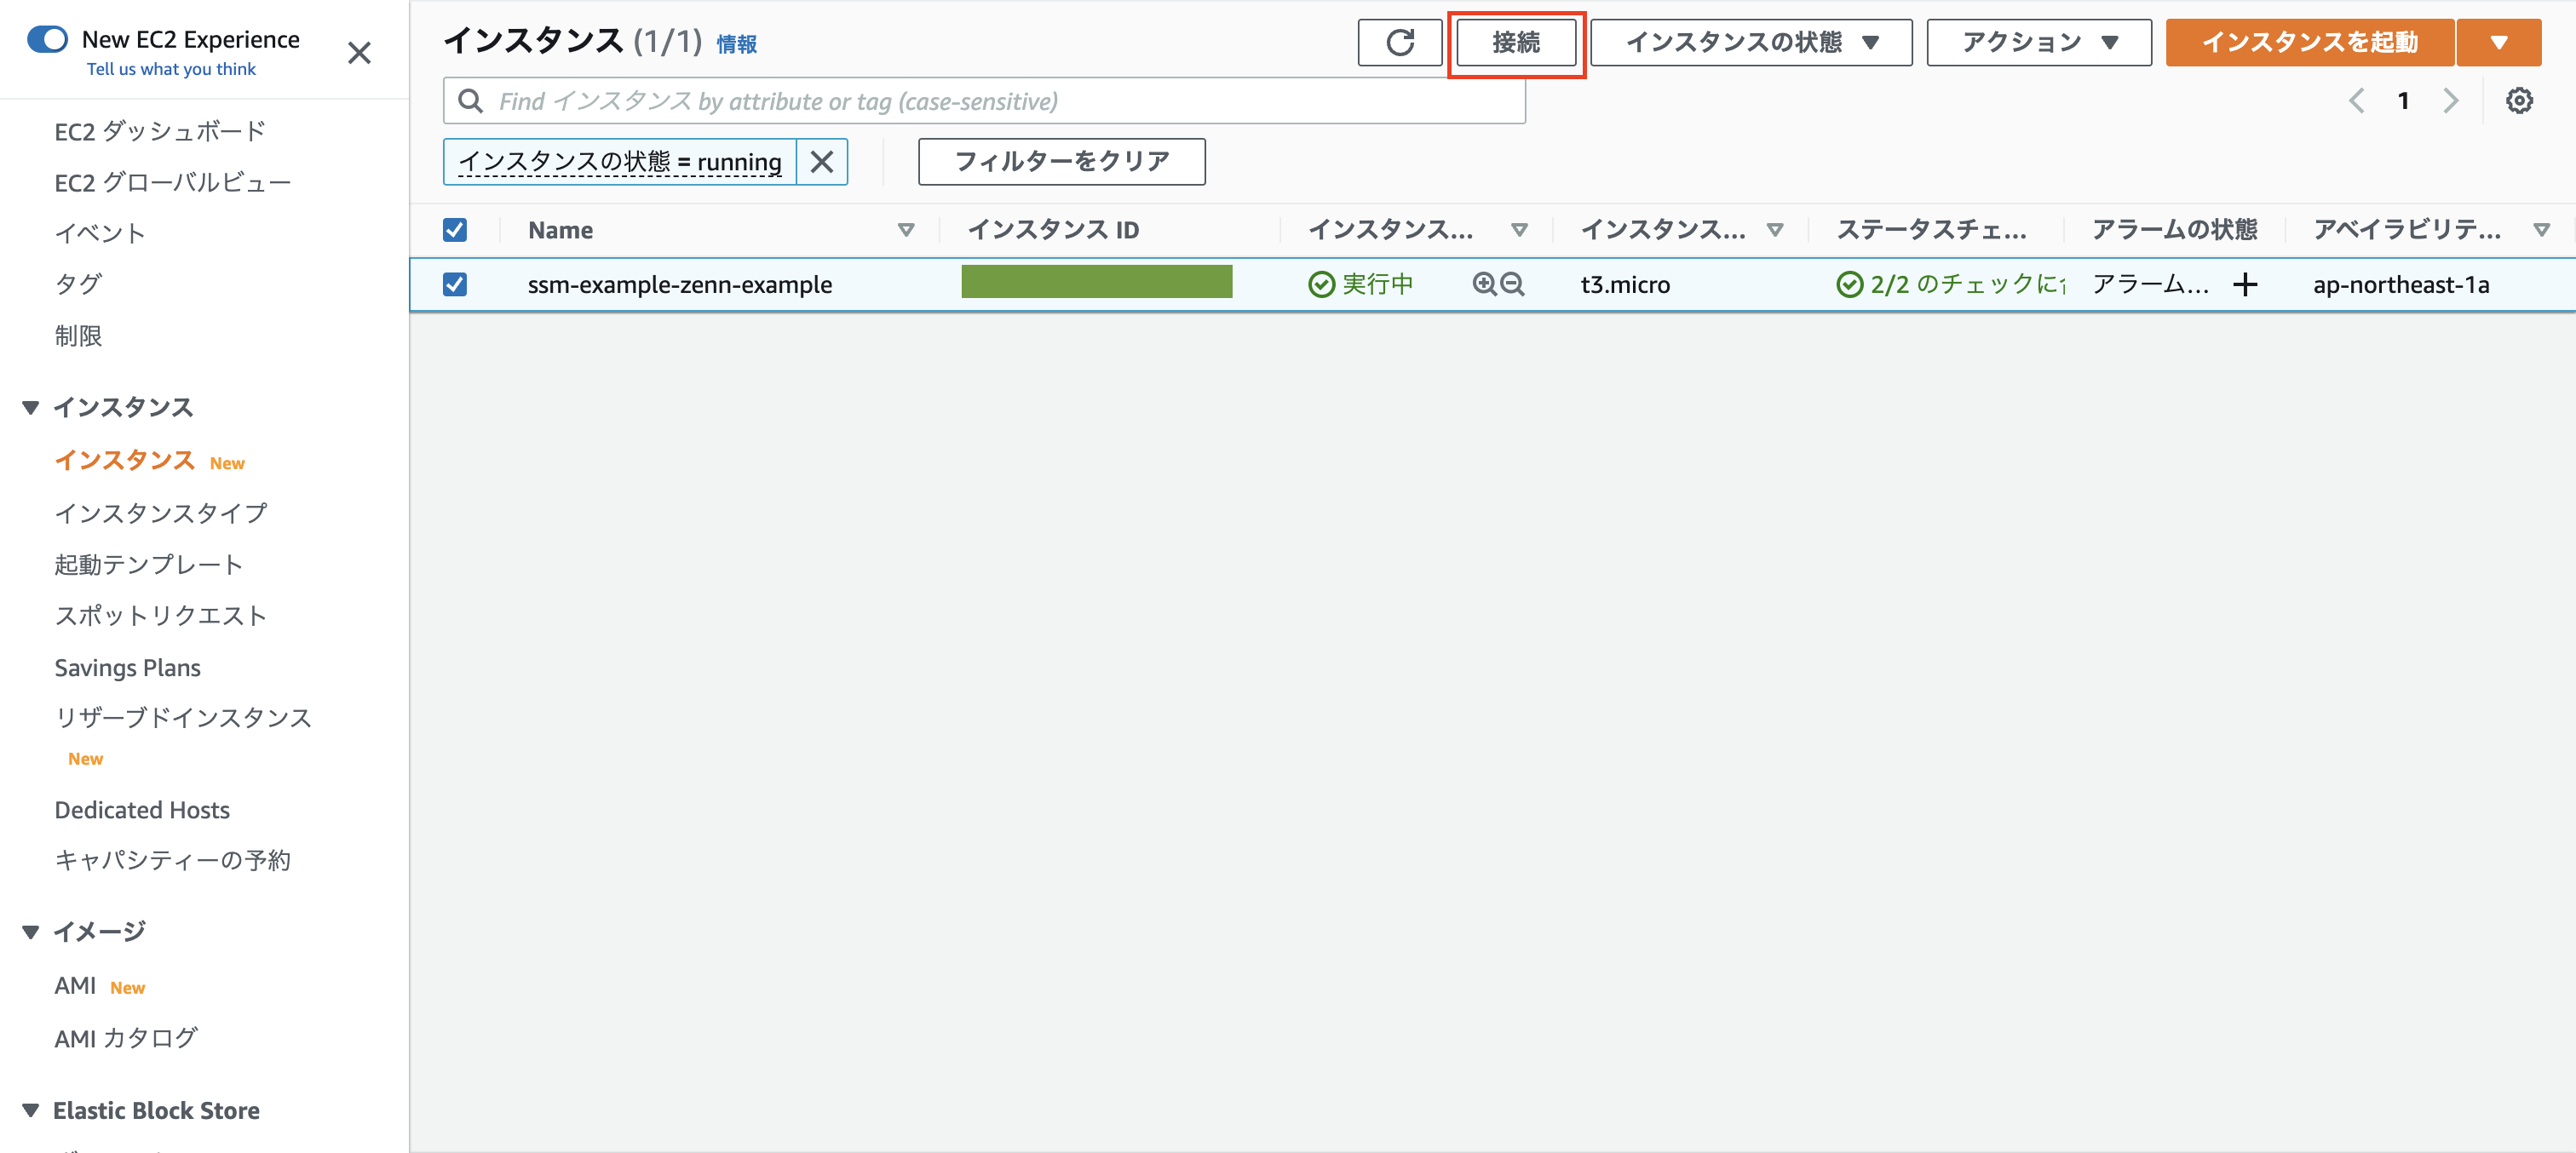 New EC2 Experience
Tell us what you think
EC2 ダッシュボード
EC2 グローバルビュー
イベント
タグ
制限
インスタンス
インスタンス New
インスタンスタイプ
起動テンプレート
スポットリクエスト
Savings Plans
リザーブドインスタンス
New
Dedicated Hosts
キャパシティーの予約
イメージ
AMI New
AMI カタログ
Elastic Block Store
インスタンス (1/1) 情報
接続
インスタンスの状態
アクション
インスタンスを起動
Find インスタンス by attribute or tag (case-sensitive)
1
インスタンスの状態 = running
フィルターをクリア
Name インスタンス ID インスタンス... インスタンス... ステータスチェ... アラームの状態 アベイラビリテ...
ssm-example-zenn-example 実行中 t3.micro 2/2 のチェックに アラーム... ap-northeast-1a